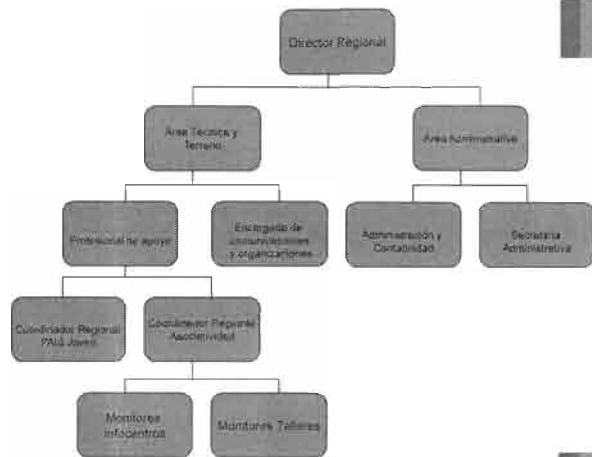 Director Regional
Área Técnica y
Terreno
Área Administrativa
Profesional de apoyo
Encargado de
comunicaciones
y organizaciones
Administración y
Contabilidad
Secretaria
Administrativa
Coordinador Regional
PAIS Joven
Coordinador Regional
Asociatividad
Monitores
Infocentros
Monitores Talleres